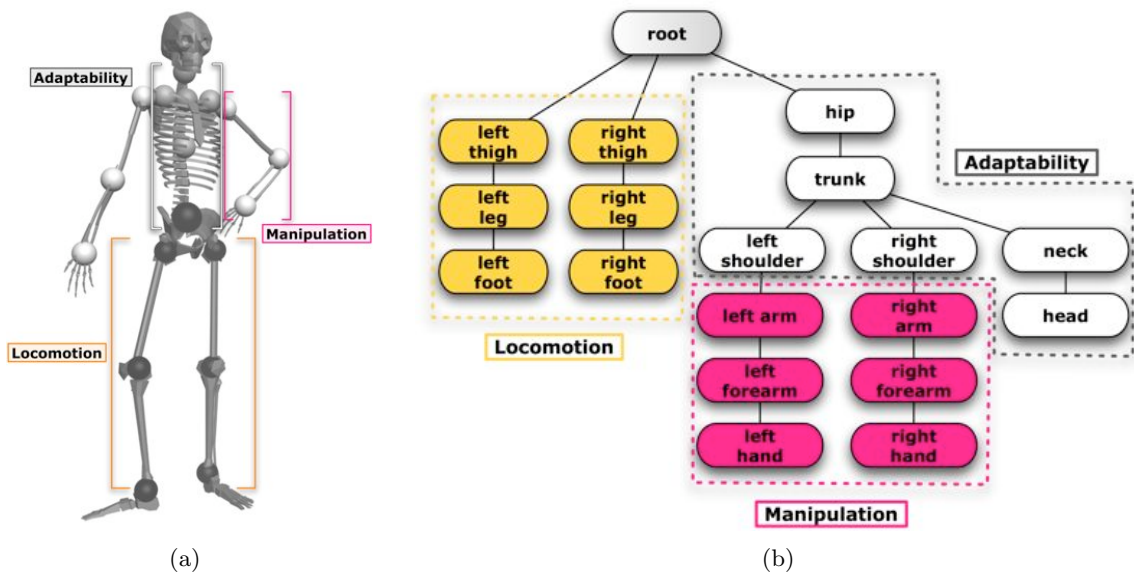 Adaptability
Manipulation
Locomotion
(a)
root
hip
left
thigh
right
thigh
Adaptability
trunk
left
leg
right
leg
left
shoulder
right
shoulder
neck
left
foot
right
foot
left arm
right
arm
head
Locomotion
left
forearm
right
forearm
left
hand
right
hand
Manipulation
(b)